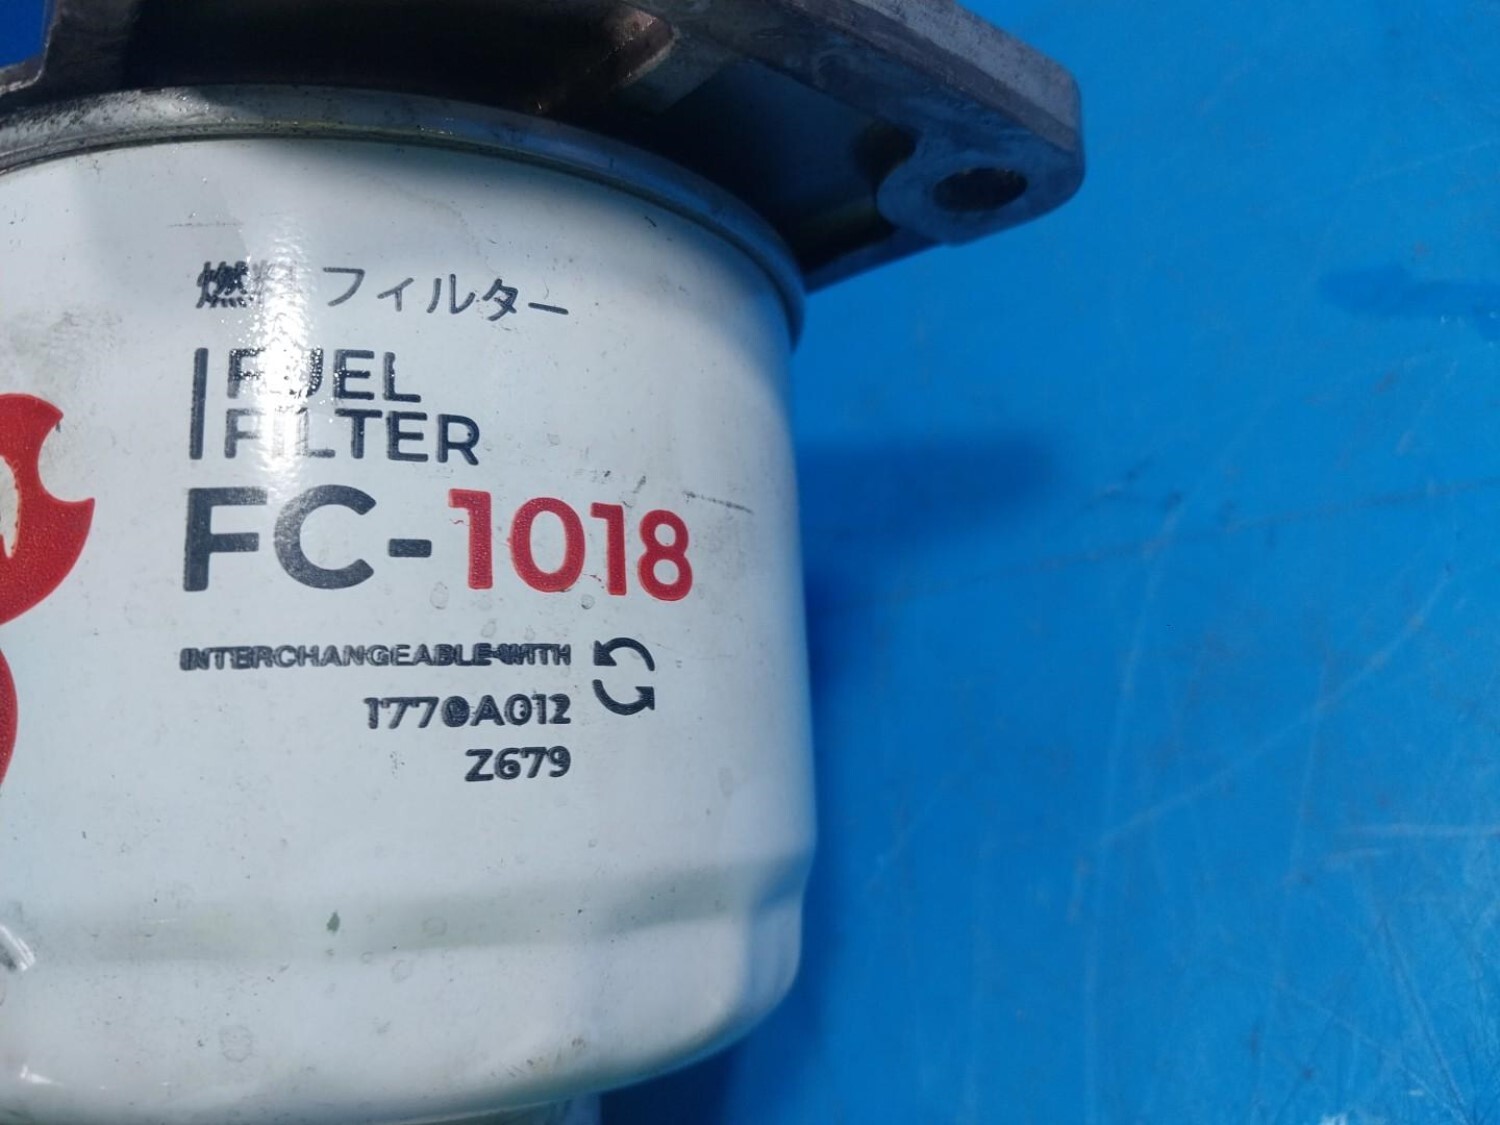 燃料 フィルター
FUEL
FILTER
FC-1018
INTERCHANGEABLE WITH
1770A012
Z679